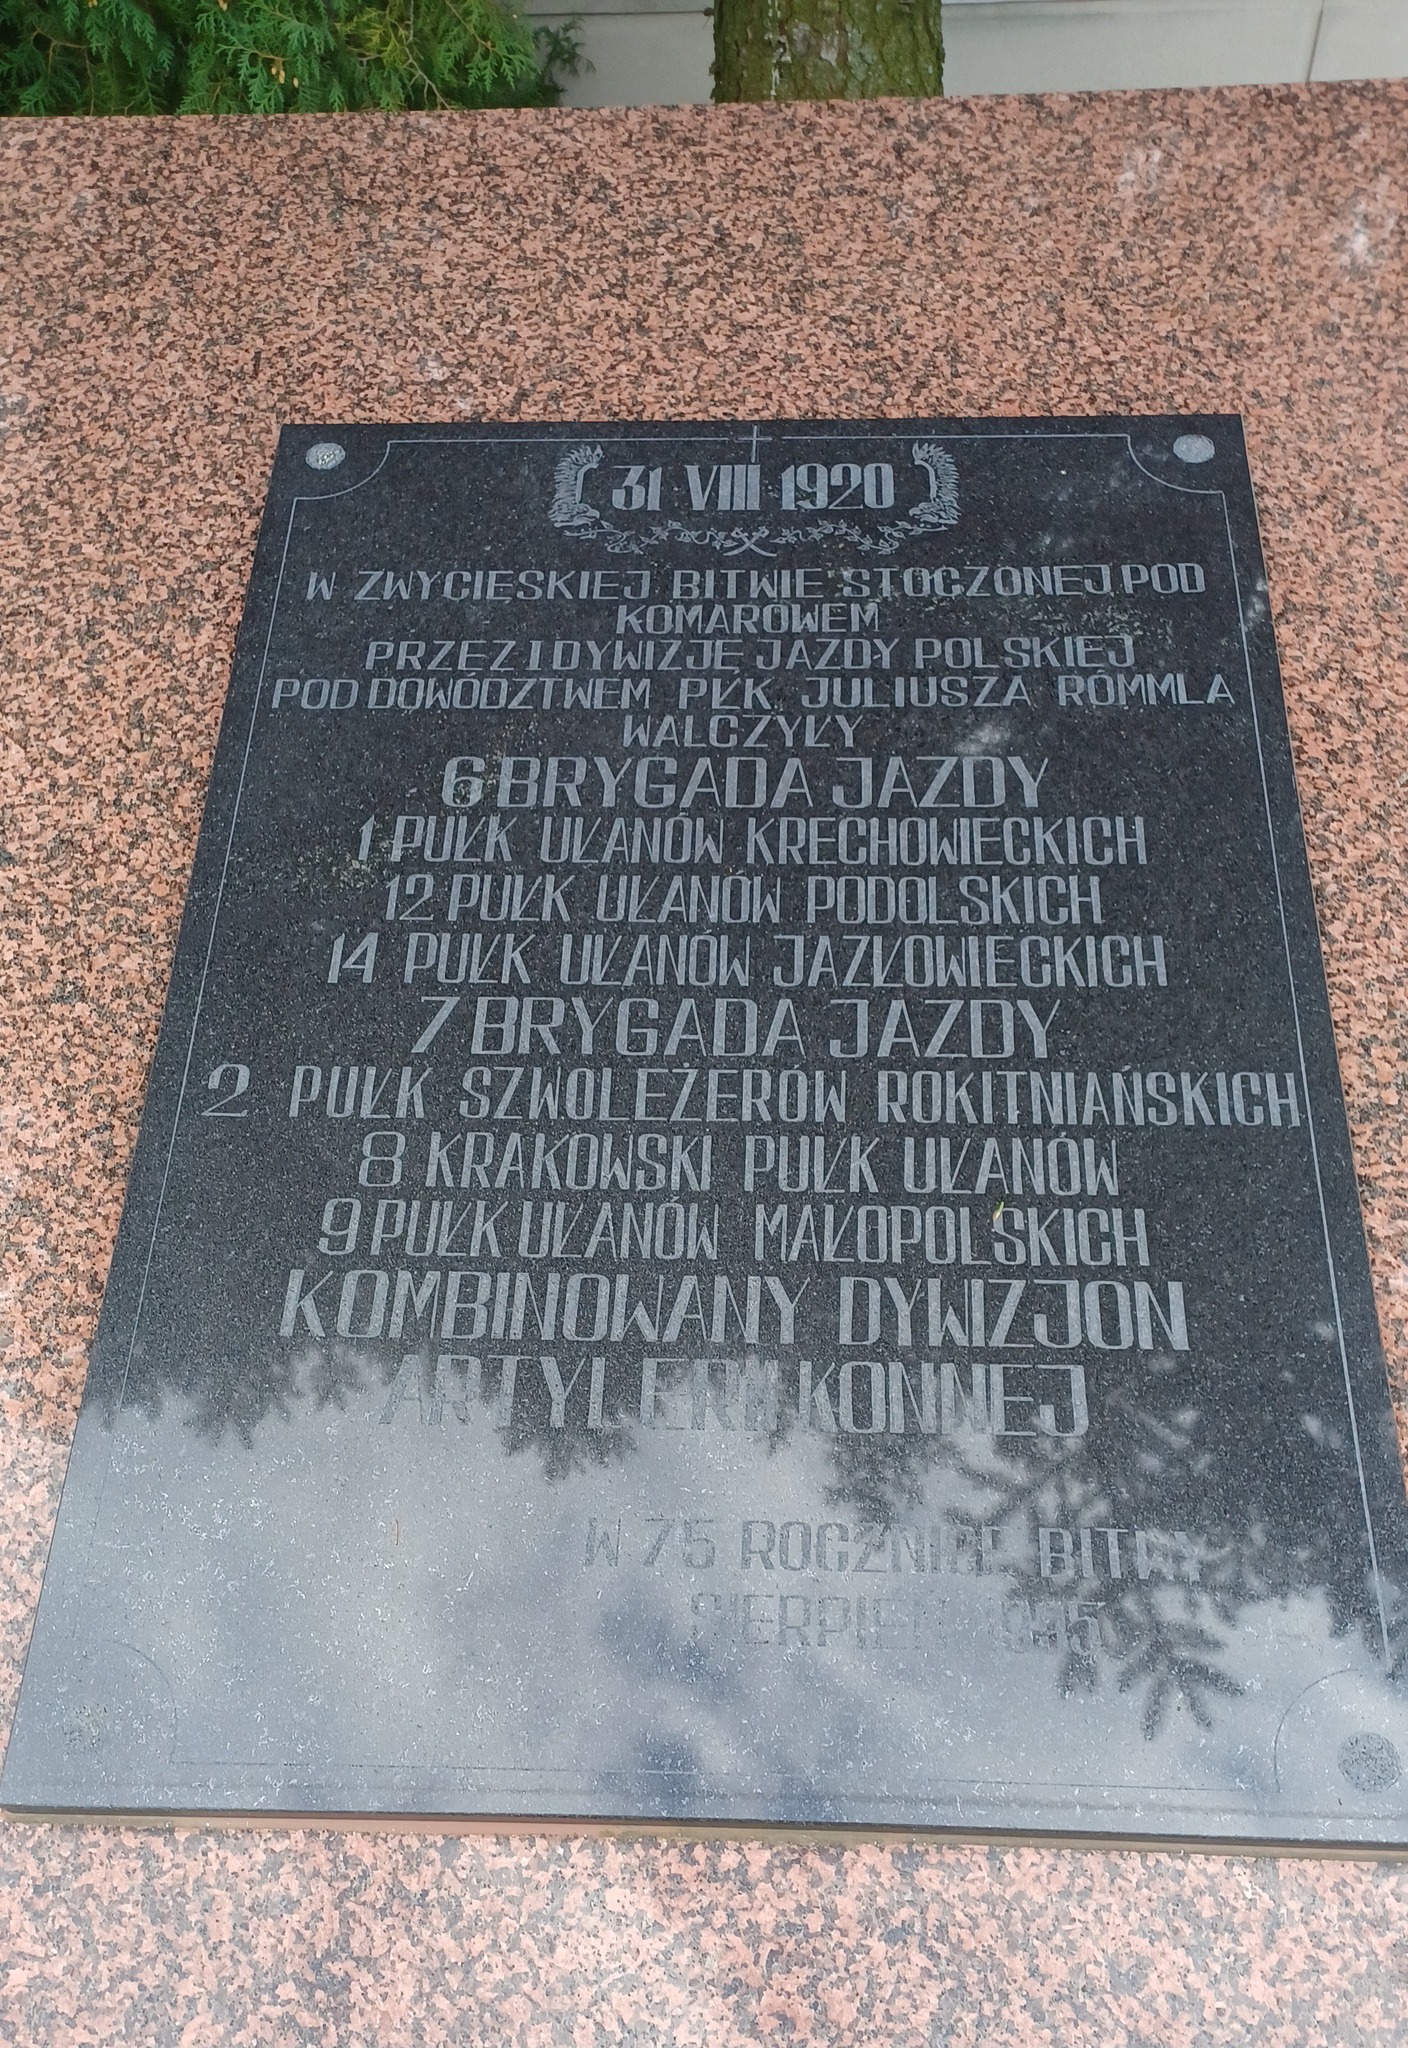 31 VIII 1920
W ZWYCIĘSKIEJ BITWIE STOCZONEJ POD
KOMAROWEM
PRZEZ I DYWIZJĘ JAZDY POLSKIEJ
POD DOWÓDZTWEM PŁK. JULIUSZA RÓMMLA
WALCZYŁY
6 BRYGADA JAZDY
1 PUŁK UŁANÓW KRECHOWIECKICH
12 PUŁK UŁANÓW PODOLSKICH
14 PUŁK UŁANÓW JAZŁOWIECKICH
7 BRYGADA JAZDY
2 PUŁK SZWOLEŻERÓW ROKITNIAŃSKICH
8 KRAKOWSKI PUŁK UŁANÓW
9 PUŁK UŁANÓW MAŁOPOLSKICH
KOMBINOWANY DYWIZJON
ARTYLERII KONNEJ
W 75 ROCZNICĘ BITWY
SIERPIEŃ 1995